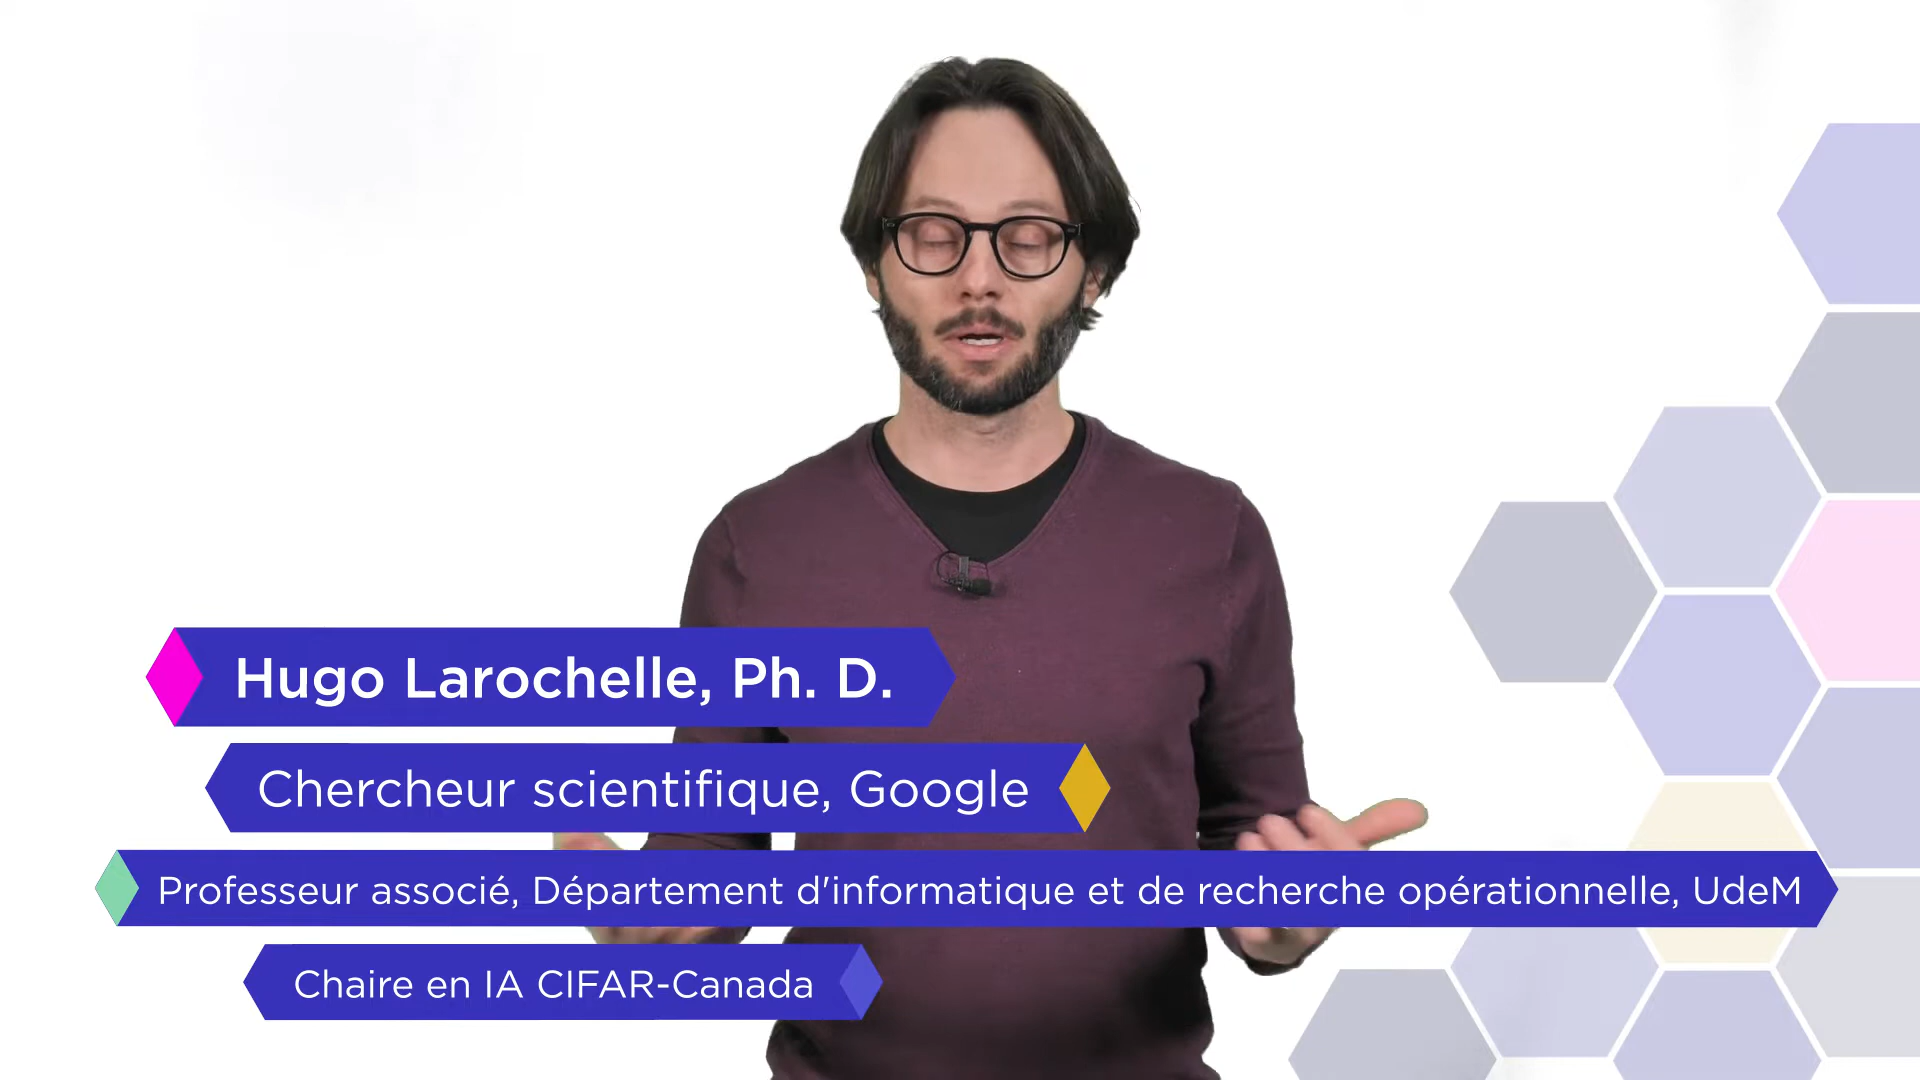 Hugo Larochelle, Ph. D.
Chercheur scientifique, Google
Professeur associé, Département d'informatique et de recherche opérationnelle, UdeM
Chaire en IA CIFAR-Canada